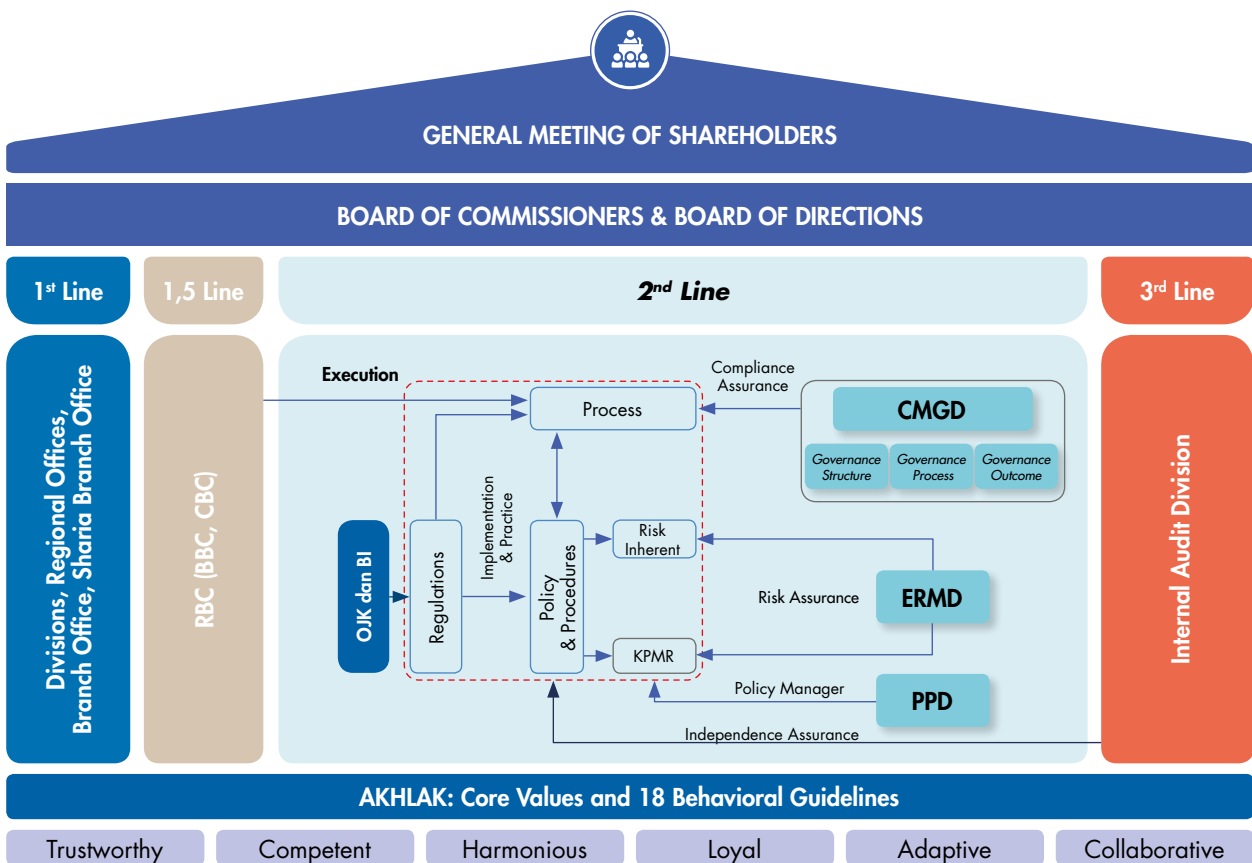 GENERAL MEETING OF SHAREHOLDERS
BOARD OF COMMISSIONERS & BOARD OF DIRECTIONS
1st Line
1,5 Line
2nd Line
3rd Line
Divisions, Regional Offices,
Branch Office, Sharia Branch Office
RBC (BBC, CBC)
Execution
Process
Compliance
Assurance
CMGD
Governance
Structure
Governance
Process
Governance
Outcome
OJK dan BI
Regulations
Implementation
& Practice
Policy
& Procedures
Risk
Inherent
KPMR
Risk Assurance
ERMD
Policy Manager
PPD
Independence Assurance
Internal Audit Division
AKHLAK: Core Values and 18 Behavioral Guidelines
Trustworthy
Competent
Harmonious
Loyal
Adaptive
Collaborative